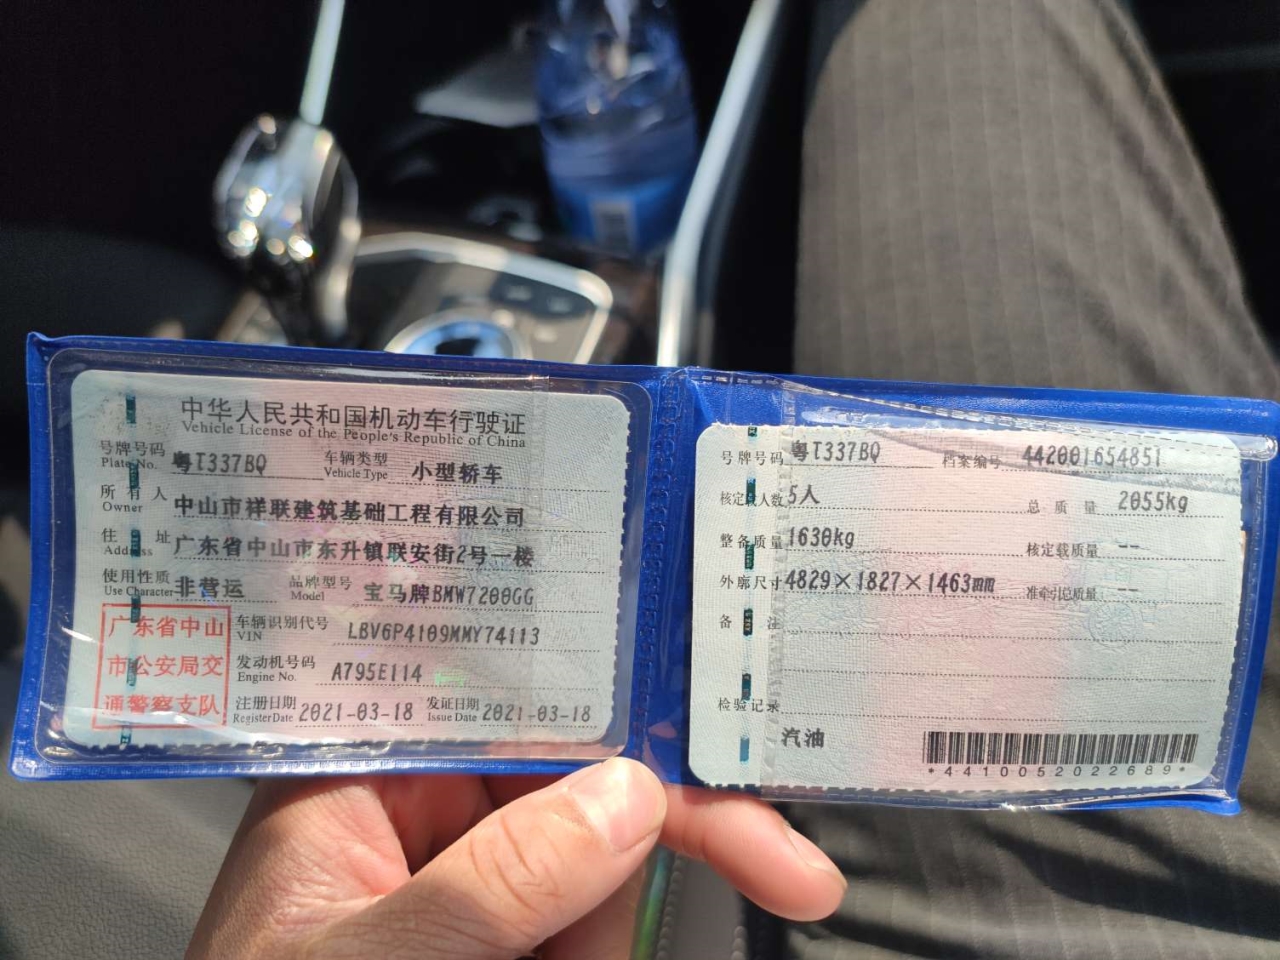 中华人民共和国机动车行驶证
Vehicle License of the People's Republic of China
号牌号码 粤T337BQ 车辆类型 小型轿车
Plate No. Vehicle Type
所有人 中山市祥联建筑基础工程有限公司
Owner
住址 广东省中山市东升镇联安街2号一楼
Address
使用性质 非营运 品牌型号 宝马牌BMW7200GG
Use Character Model
广东省中山
市公安局交
通警察支队
车辆识别代号 LBV6P4109MMY74113
VIN
发动机号码 A795E114
Engine No.
注册日期 2021-03-18 发证日期 2021-03-18
Register Date Issue Date
号牌号码 粤T337BQ 档案编号 442001654851
核定载人数 5人 总质量 2055kg
整备质量 1630kg 核定载质量 --
外廓尺寸 4829×1827×1463mm 准牵引总质量 --
备注
检验记录
汽油
*4410052022689*